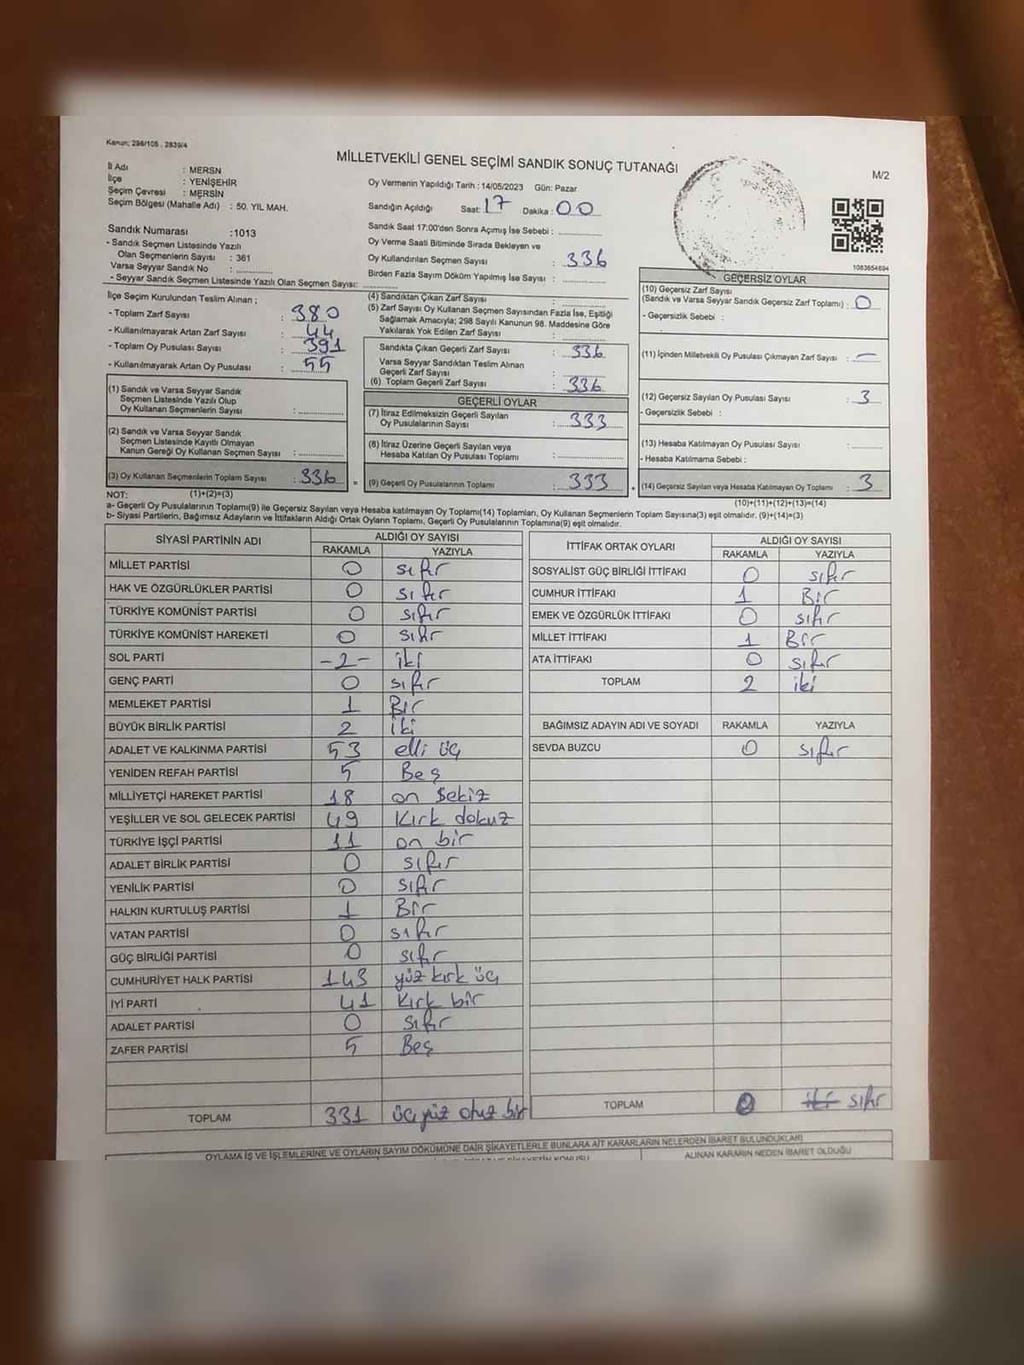 Kanun; 298/105 . 2839/4
MİLLETVEKİLİ GENEL SEÇİMİ SANDIK SONUÇ TUTANAĞI
M/2
İl Adı : MERSN
İlçe : YENİŞEHİR
Seçim Çevresi : MERSİN
Seçim Bölgesi (Mahalle Adı) : 50. YIL MAH.
Sandık Numarası :1013
- Sandık Seçmen Listesinde Yazılı
Olan Seçmenlerin Sayısı : 361
Varsa Seyyar Sandık No :
- Seyyar Sandık Seçmen Listesinde Yazılı Olan Seçmen Sayısı:
Oy Vermenin Yapıldığı Tarih : 14/05/2023 Gün: Pazar
Sandığın Açıldığı Saat: 17 Dakika : 00
Sandık Saat 17:00'den Sonra Açımış İse Sebebi :
Oy Verme Saati Bitiminde Sırada Bekleyen ve
Oy Kullandırılan Seçmen Sayısı : 336
Birden Fazla Sayım Döküm Yapılmış İse Sayısı :
1083654694
İlçe Seçim Kurulundan Teslim Alınan ;
- Toplam Zarf Sayısı : 380
- Kullanılmayarak Artan Zarf Sayısı : 44
- Toplam Oy Pusulası Sayısı : 391
- Kullanılmayarak Artan Oy Pusulası : 55
(1) Sandık ve Varsa Seyyar Sandık
Seçmen Listesinde Yazılı Olup
Oy Kullanan Seçmenlerin Sayısı :
(2) Sandık ve Varsa Seyyar Sandık
Seçmen Listesinde Kayıtlı Olmayan
Kanun Gereği Oy Kullanan Seçmen Sayısı :
(3) Oy Kullanan Seçmenlerin Toplam Sayısı : 336
(1)+(2)=(3)
(4) Sandıktan Çıkan Zarf Sayısı :
(5) Zarf Sayısı Oy Kullanan Seçmen Sayısından Fazla İse, Eşitliği
Sağlamak Amacıyla; 298 Sayılı Kanunun 98. Maddesine Göre
Yakılarak Yok Edilen Zarf Sayısı :
Sandıkta Çıkan Geçerli Zarf Sayısı : 336
Varsa Seyyar Sandıktan Teslim Alınan
Geçerli Zarf Sayısı :
(6) Toplam Geçerli Zarf Sayısı : 336
GEÇERLİ OYLAR
(7) İtiraz Edilmeksizin Geçerli Sayılan
Oy Pusulalarının Sayısı : 333
(8) İtiraz Üzerine Geçerli Sayılan veya
Hesaba Katılan Oy Pusulası Toplamı :
= (9) Geçerli Oy Pusulalarının Toplamı : 333
GEÇERSİZ OYLAR
(10) Geçersiz Zarf Sayısı
(Sandık ve Varsa Seyyar Sandık Geçersiz Zarf Toplamı) : 0
- Geçersizlik Sebebi :
(11) İçinden Milletvekili Oy Pusulası Çıkmayan Zarf Sayısı : —
(12) Geçersiz Sayılan Oy Pusulası Sayısı : 3
- Geçersizlik Sebebi :
(13) Hesaba Katılmayan Oy Pusulası Sayısı :
- Hesaba Katılmama Sebebi :
+ (14) Geçersiz Sayılan veya Hesaba Katılmayan Oy Toplamı : 3
(10)+(11)+(12)+(13)=(14)
NOT:
a- Geçerli Oy Pusulalarının Toplamı(9) ile Geçersiz Sayılan veya Hesaba katılmayan Oy Toplamı(14) Toplamları, Oy Kullanan Seçmenlerin Toplam Sayısına(3) eşit olmalıdır. (9)+(14)=(3)
b- Siyasi Partilerin, Bağımsız Adayların ve İttifakların Aldığı Ortak Oyların Toplamı, Geçerli Oy Pusulalarının Toplamına(9) eşit olmalıdır.
SİYASİ PARTİNİN ADI ALDIĞI OY SAYISI
RAKAMLA YAZIYLA
MİLLET PARTİSİ 0 sıfır
HAK VE ÖZGÜRLÜKLER PARTİSİ 0 sıfır
TÜRKİYE KOMÜNİST PARTİSİ 0 sıfır
TÜRKİYE KOMÜNİST HAREKETİ 0 sıfır
SOL PARTİ -2- iki
GENÇ PARTİ 0 sıfır
MEMLEKET PARTİSİ 1 Bir
BÜYÜK BİRLİK PARTİSİ 2 iki
ADALET VE KALKINMA PARTİSİ 53 elli üç
YENİDEN REFAH PARTİSİ 5 Beş
MİLLİYETÇİ HAREKET PARTİSİ 18 on sekiz
YEŞİLLER VE SOL GELECEK PARTİSİ 49 Kırk dokuz
TÜRKİYE İŞÇİ PARTİSİ 11 on bir
ADALET BİRLİK PARTİSİ 0 sıfır
YENİLİK PARTİSİ 0 sıfır
HALKIN KURTULUŞ PARTİSİ 1 Bir
VATAN PARTİSİ 0 sıfır
GÜÇ BİRLİĞİ PARTİSİ 0 sıfır
CUMHURİYET HALK PARTİSİ 143 yüz kırk üç
İYİ PARTİ 41 Kırk bir
ADALET PARTİSİ 0 sıfır
ZAFER PARTİSİ 5 Beş
TOPLAM 331 üç yüz otuz bir
İTTİFAK ORTAK OYLARI ALDIĞI OY SAYISI
RAKAMLA YAZIYLA
SOSYALİST GÜÇ BİRLİĞİ İTTİFAKI 0 sıfır
CUMHUR İTTİFAKI 1 Bir
EMEK VE ÖZGÜRLÜK İTTİFAKI 0 sıfır
MİLLET İTTİFAKI 1 Bir
ATA İTTİFAKI 0 sıfır
TOPLAM 2 iki
BAĞIMSIZ ADAYIN ADI VE SOYADI RAKAMLA YAZIYLA
SEVDA BUZCU 0 sıfır
TOPLAM 0 sıfır
OYLAMA İŞ VE İŞLEMLERİNE VE OYLARIN SAYIM DÖKÜMÜNE DAİR ŞİKAYETLERLE BUNLARA AİT KARARLARIN NELERDEN İBARET BULUNDUKLARI
ALINAN KARARIN NEDEN İBARET OLDUĞU